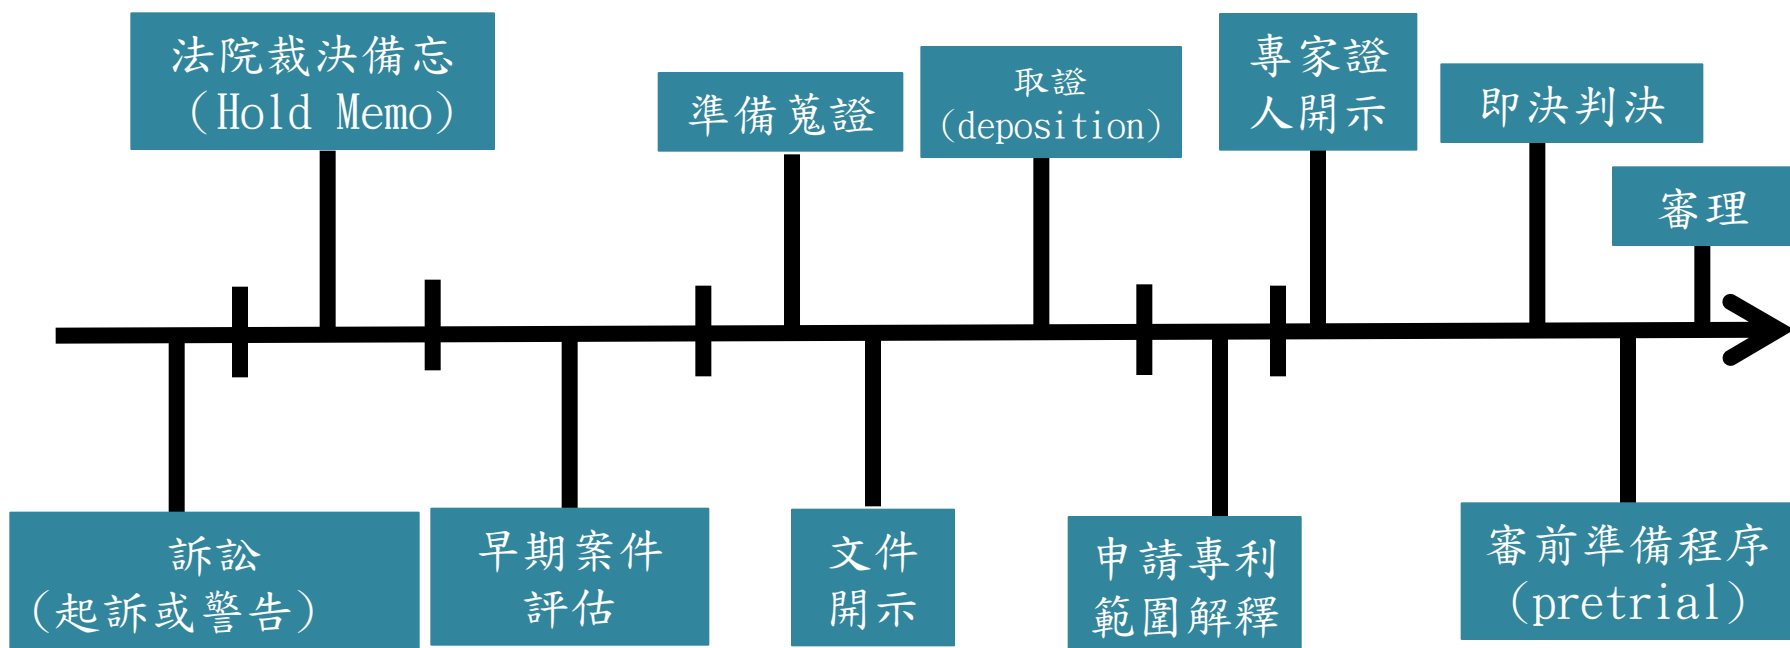 法院裁決備忘
(Hold Memo)
準備蒐證
取證
(deposition)
專家證
人開示
即決判決
審理
訴訟
(起訴或警告)
早期案件
評估
文件
開示
申請專利
範圍解釋
審前準備程序
(pretrial)